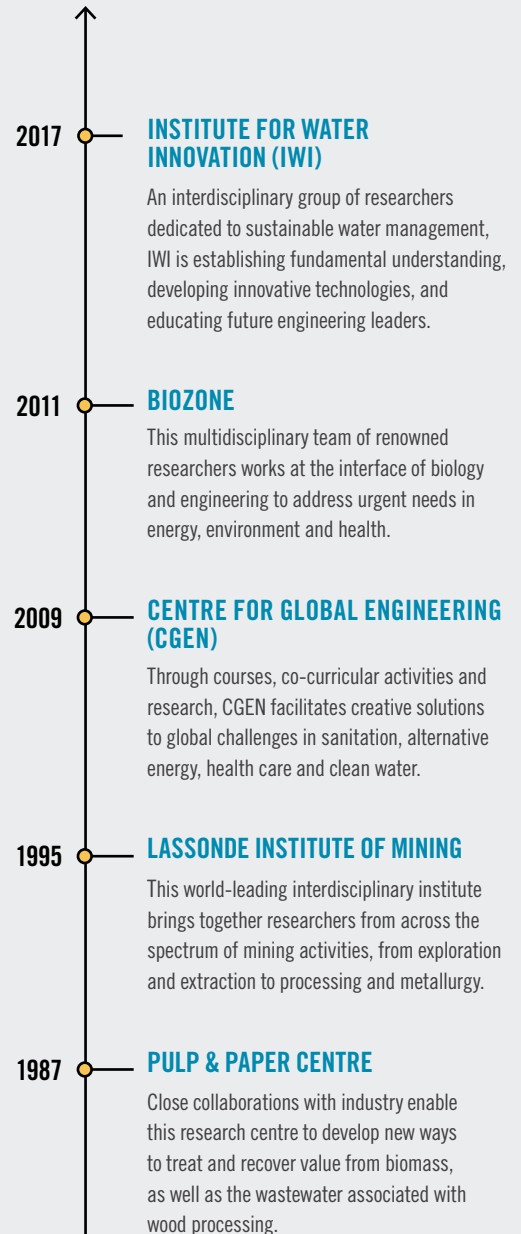 2017
INSTITUTE FOR WATER
INNOVATION (IWI)
An interdisciplinary group of researchers
dedicated to sustainable water management,
IWI is establishing fundamental understanding,
developing innovative technologies, and
educating future engineering leaders.
2011
BIOZONE
This multidisciplinary team of renowned
researchers works at the interface of biology
and engineering to address urgent needs in
energy, environment and health.
2009
CENTRE FOR GLOBAL ENGINEERING
(CGEN)
Through courses, co-curricular activities and
research, CGEN facilitates creative solutions
to global challenges in sanitation, alternative
energy, health care and clean water.
1995
LASSONDE INSTITUTE OF MINING
This world-leading interdisciplinary institute
brings together researchers from across the
spectrum of mining activities, from exploration
and extraction to processing and metallurgy.
1987
PULP & PAPER CENTRE
Close collaborations with industry enable
this research centre to develop new ways
to treat and recover value from biomass,
as well as the wastewater associated with
wood processing.